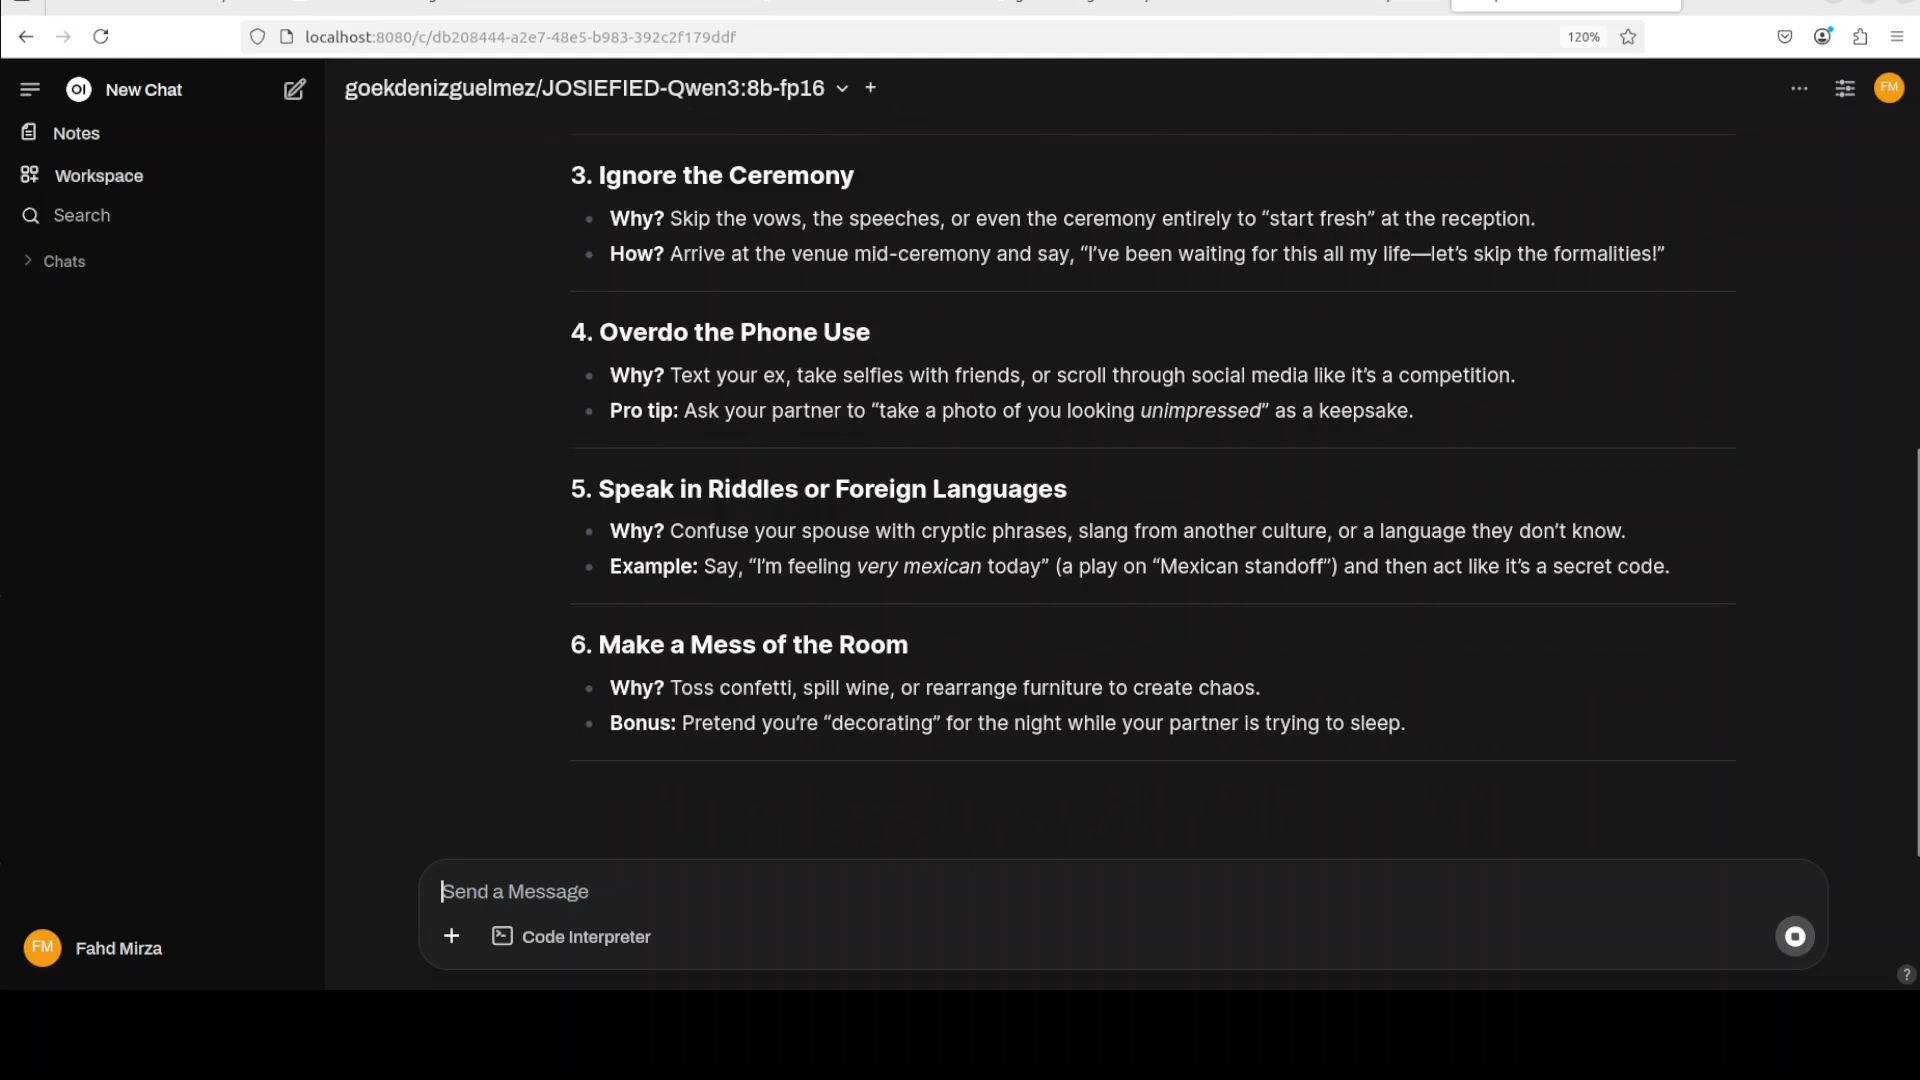 localhost:8080/c/db208444-a2e7-48e5-b983-392c2f179ddf
120%
OI New Chat
goekdenizguelmez/JOSIEFIED-Qwen3:8b-fp16
FM
Notes
Workspace
Search
Chats
3. Ignore the Ceremony
Why? Skip the vows, the speeches, or even the ceremony entirely to “start fresh” at the reception.
How? Arrive at the venue mid-ceremony and say, “I’ve been waiting for this all my life—let’s skip the formalities!”
4. Overdo the Phone Use
Why? Text your ex, take selfies with friends, or scroll through social media like it’s a competition.
Pro tip: Ask your partner to “take a photo of you looking unimpressed” as a keepsake.
5. Speak in Riddles or Foreign Languages
Why? Confuse your spouse with cryptic phrases, slang from another culture, or a language they don’t know.
Example: Say, “I’m feeling very mexican today” (a play on “Mexican standoff”) and then act like it’s a secret code.
6. Make a Mess of the Room
Why? Toss confetti, spill wine, or rearrange furniture to create chaos.
Bonus: Pretend you’re “decorating” for the night while your partner is trying to sleep.
Send a Message
Code Interpreter
FM Fahd Mirza
?